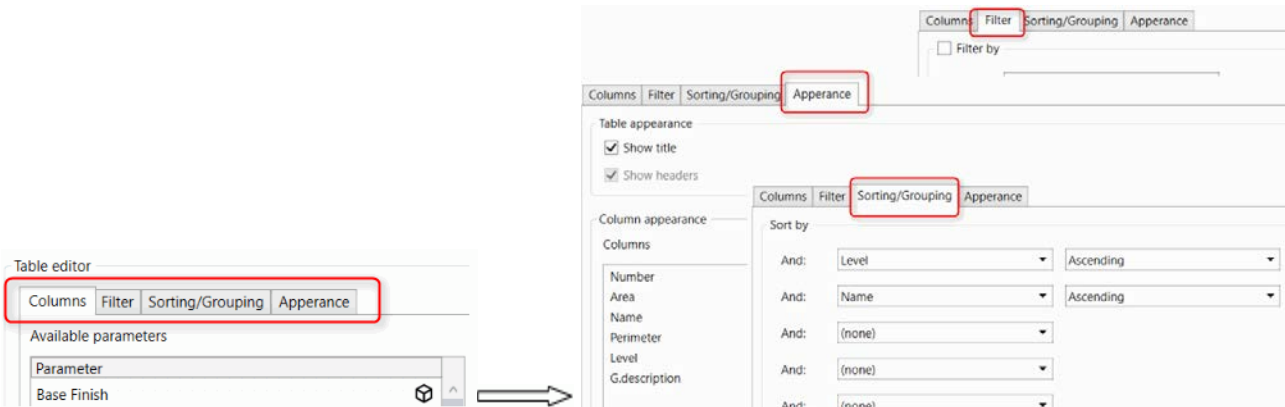 Table editor
Columns Filter Sorting/Grouping Apperance
Available parameters
Parameter
Base Finish
Columns Filter Sorting/Grouping Apperance
Filter by
Columns Filter Sorting/Grouping Apperance
Table appearance
Show title
Show headers
Column appearance
Columns
Number
Area
Name
Perimeter
Level
G.description
Columns Filter Sorting/Grouping Apperance
Sort by
And: Level Ascending
And: Name Ascending
And: (none)
And: (none)
And: (none)